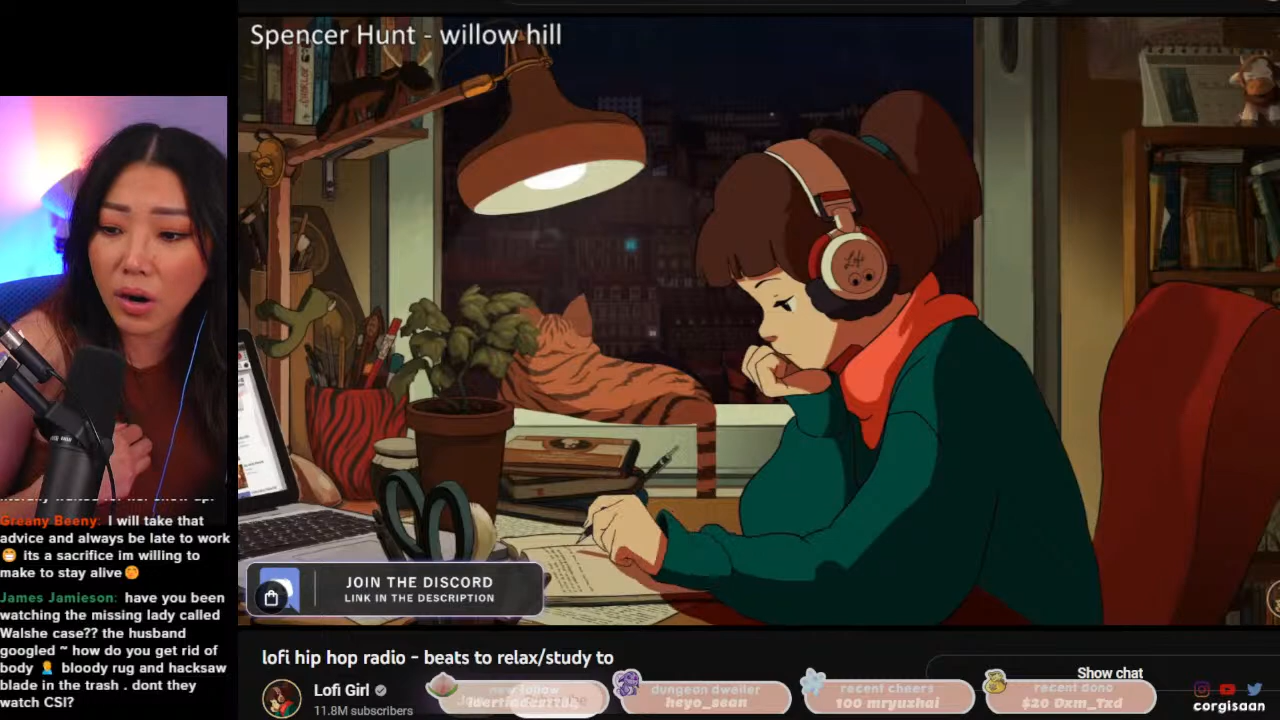 Spencer Hunt - willow hill
Greany Beeny: I will take that
advice and always be late to work
its a sacrifice im willing to
make to stay alive
James Jamieson: have you been
watching the missing lady called
Walshe case?? the husband
googled ~ how do you get rid of
body 🤦‍♂️ bloody rug and hacksaw
blade in the trash . dont they
watch CSI?
JOIN THE DISCORD
LINK IN THE DESCRIPTION
lofi hip hop radio - beats to relax/study to
Lofi Girl
11.8M subscribers
Show chat
new follow
dungeon dweller
heyo_sean
recent cheers
100 mryuzhai
recent dono
$20 Dxm_Txd
corgisaan